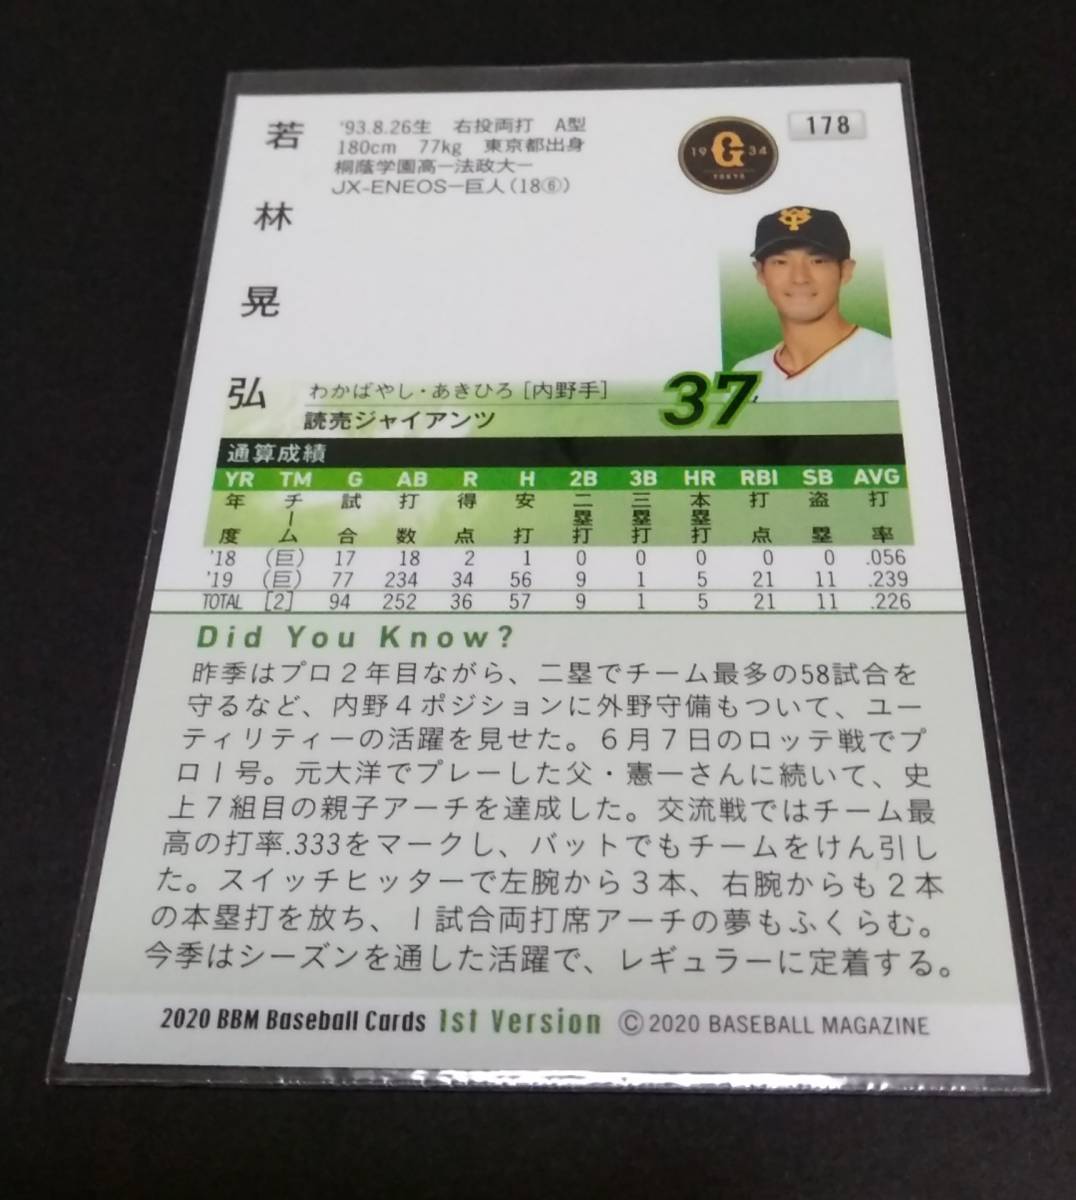 若林晃弘
'93.8.26生 右投両打 A型
180cm 77kg 東京都出身
桐蔭学園高ー法政大ー
JX-ENEOSー巨人(18⑥)
19 G 34
TOKYO
178
わかばやし・あきひろ [内野手]
読売ジャイアンツ
37
通算成績
YR TM G AB R H 2B 3B HR RBI SB AVG
年度 チーム 試合 打数 得点 安打 二塁打 三塁打 本塁打 打点 盗塁 打率
'18 (巨) 17 18 2 1 0 0 0 0 0 .056
'19 (巨) 77 234 34 56 9 1 5 21 11 .239
TOTAL [2] 94 252 36 57 9 1 5 21 11 .226
Did You Know?
昨季はプロ2年目ながら、二塁でチーム最多の58試合を
守るなど、内野4ポジションに外野守備もついて、ユー
ティリティーの活躍を見せた。6月7日のロッテ戦でプ
ロ1号。元大洋でプレーした父・憲一さんに続いて、史
上7組目の親子アーチを達成した。交流戦ではチーム最
高の打率.333をマークし、バットでもチームをけん引し
た。スイッチヒッターで左腕から3本、右腕からも2本
の本塁打を放ち、1試合両打席アーチの夢もふくらむ。
今季はシーズンを通した活躍で、レギュラーに定着する。
2020 BBM Baseball Cards 1st Version © 2020 BASEBALL MAGAZINE